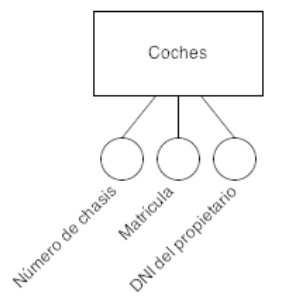 Coches
Número de chasis
Matrícula
DNI del propietario